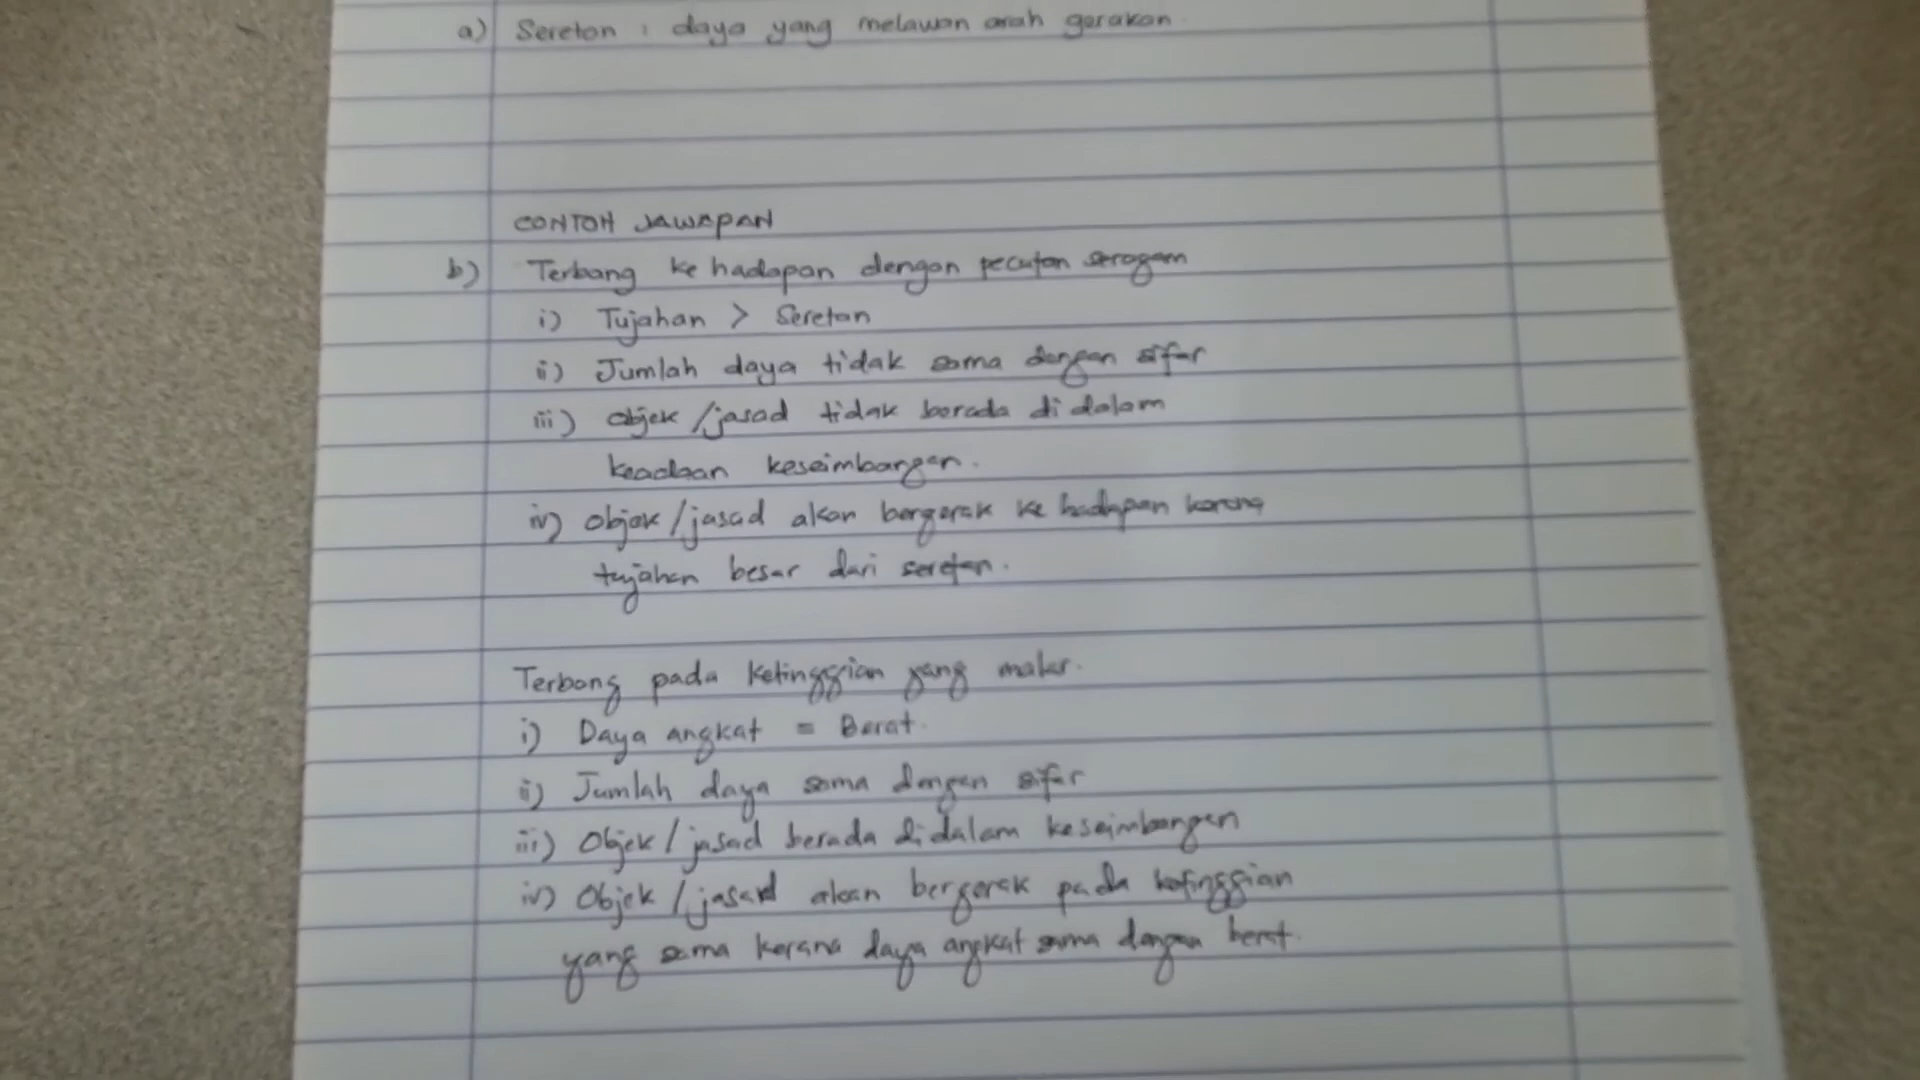 a) Seretan : daya yang melawan arah gerakan.
CONTOH JAWAPAN
b) Terbang ke hadapan dengan pecutan seragam
i) Tujahan > Seretan
ii) Jumlah daya tidak sama dengan sifar
iii) Objek /jasad tidak berada di dalam
keadaan keseimbangan.
iv) Objek /jasad akan bergerak ke hadapan kerana
tujahan besar dari seretan.
Terbang pada ketinggian yang malar.
i) Daya angkat = Berat.
ii) Jumlah daya sama dengan sifar
iii) Objek / jasad berada didalam keseimbangan
iv) Objek / jasad akan bergerak pada ketinggian
yang sama kerana daya angkat sama dengan berat.